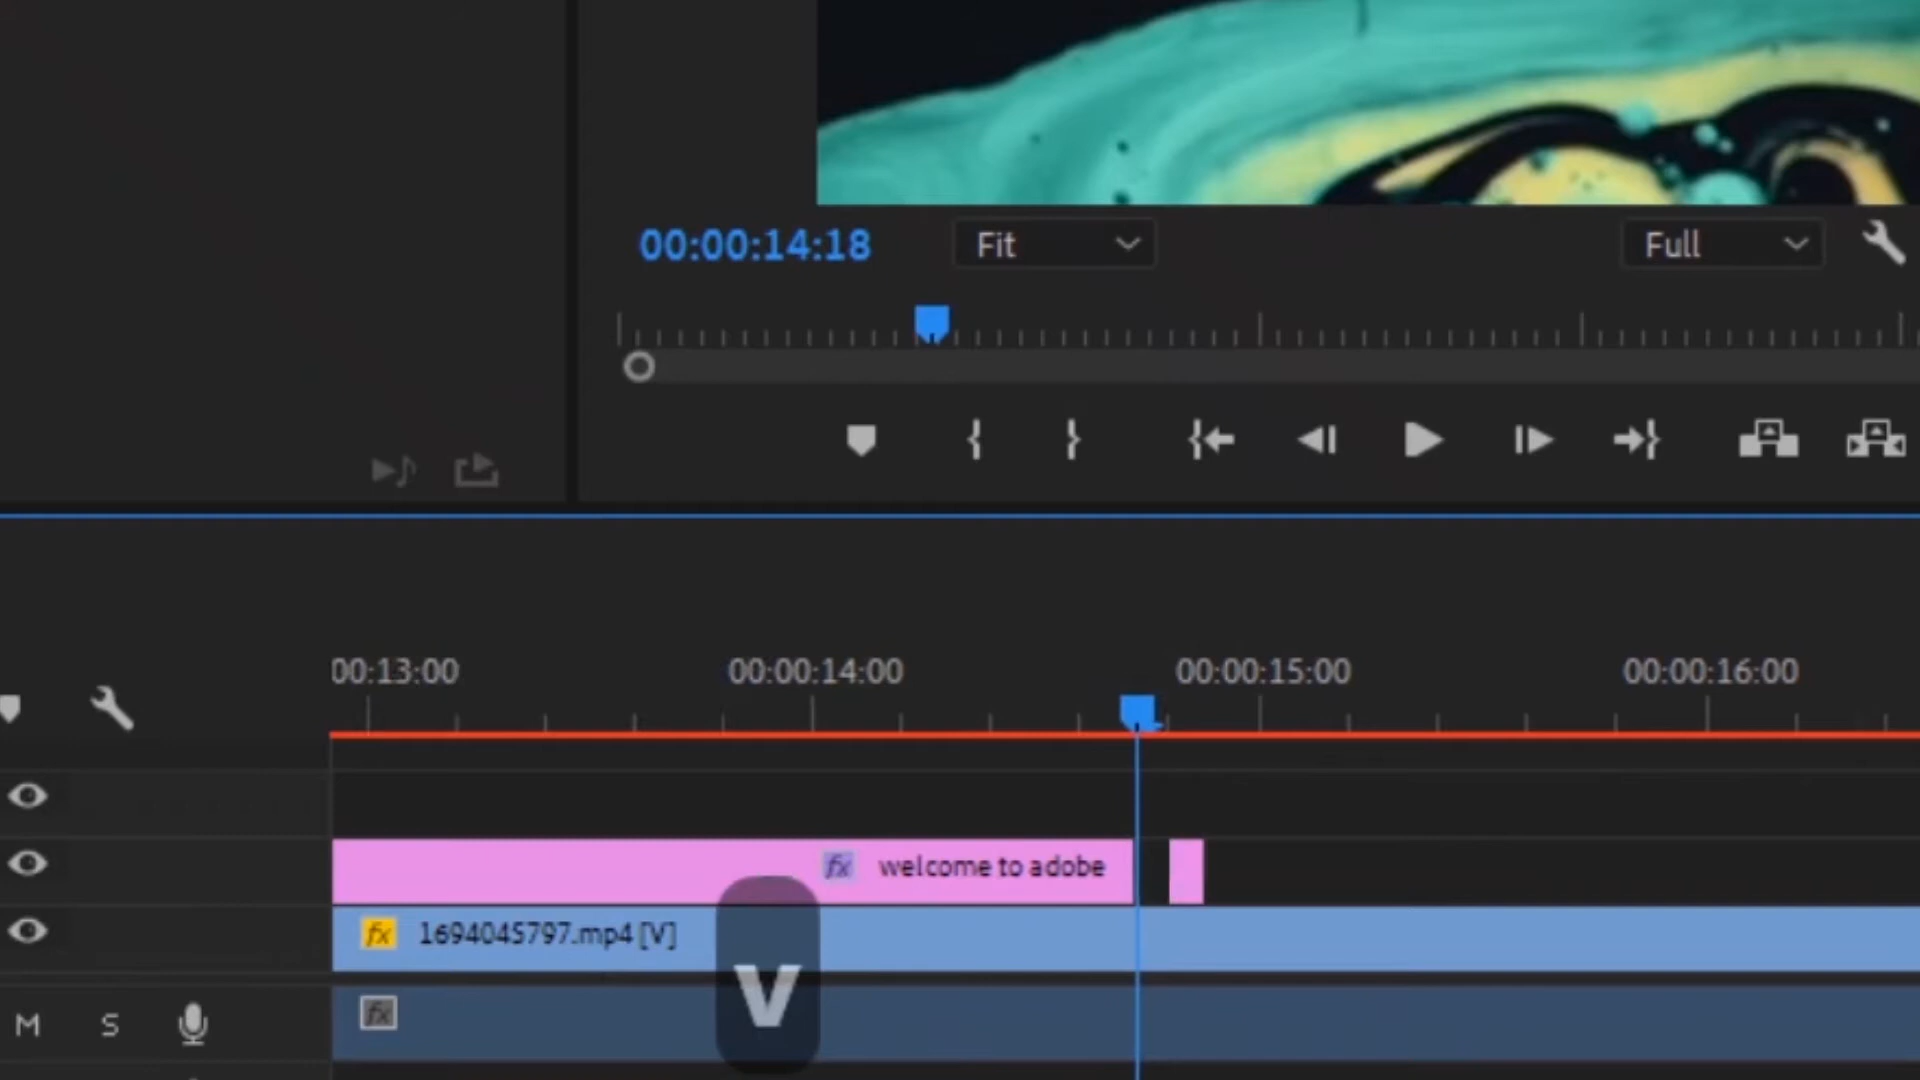 00:00:14:18
Fit
Full
00:13:00
00:00:14:00
00:00:15:00
00:00:16:00
fx welcome to adobe
fx 1694045797.mp4 [V]
V
M S
fx